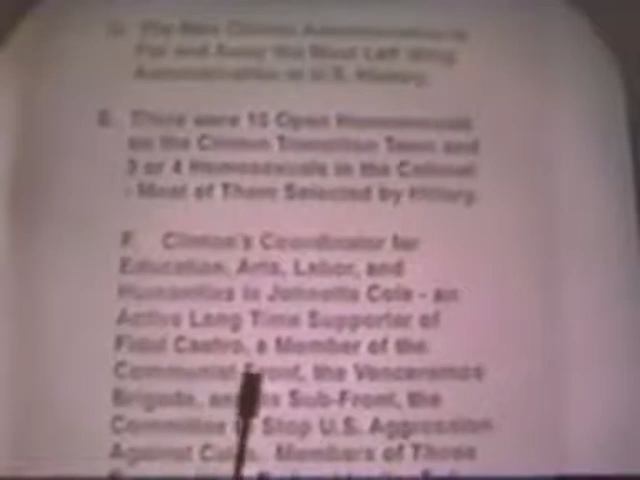 D. The New Clinton Administration is
Far and Away the Most Left Wing
Administration in U.S. History.
E. There were 10 Open Homosexuals
on the Clinton Transition Team and
3 or 4 Homosexuals in the Cabinet
- Most of Them Selected by Hillary.
F. Clinton's Coordinator for
Education, Arts, Labor, and
Humanities is Johnetta Cole - an
Active Long Time Supporter of
Fidel Castro, a Member of the
Communist Front, the Venceremos
Brigade, and its Sub-Front, the
Committee to Stop U.S. Aggression
Against Cuba. Members of These